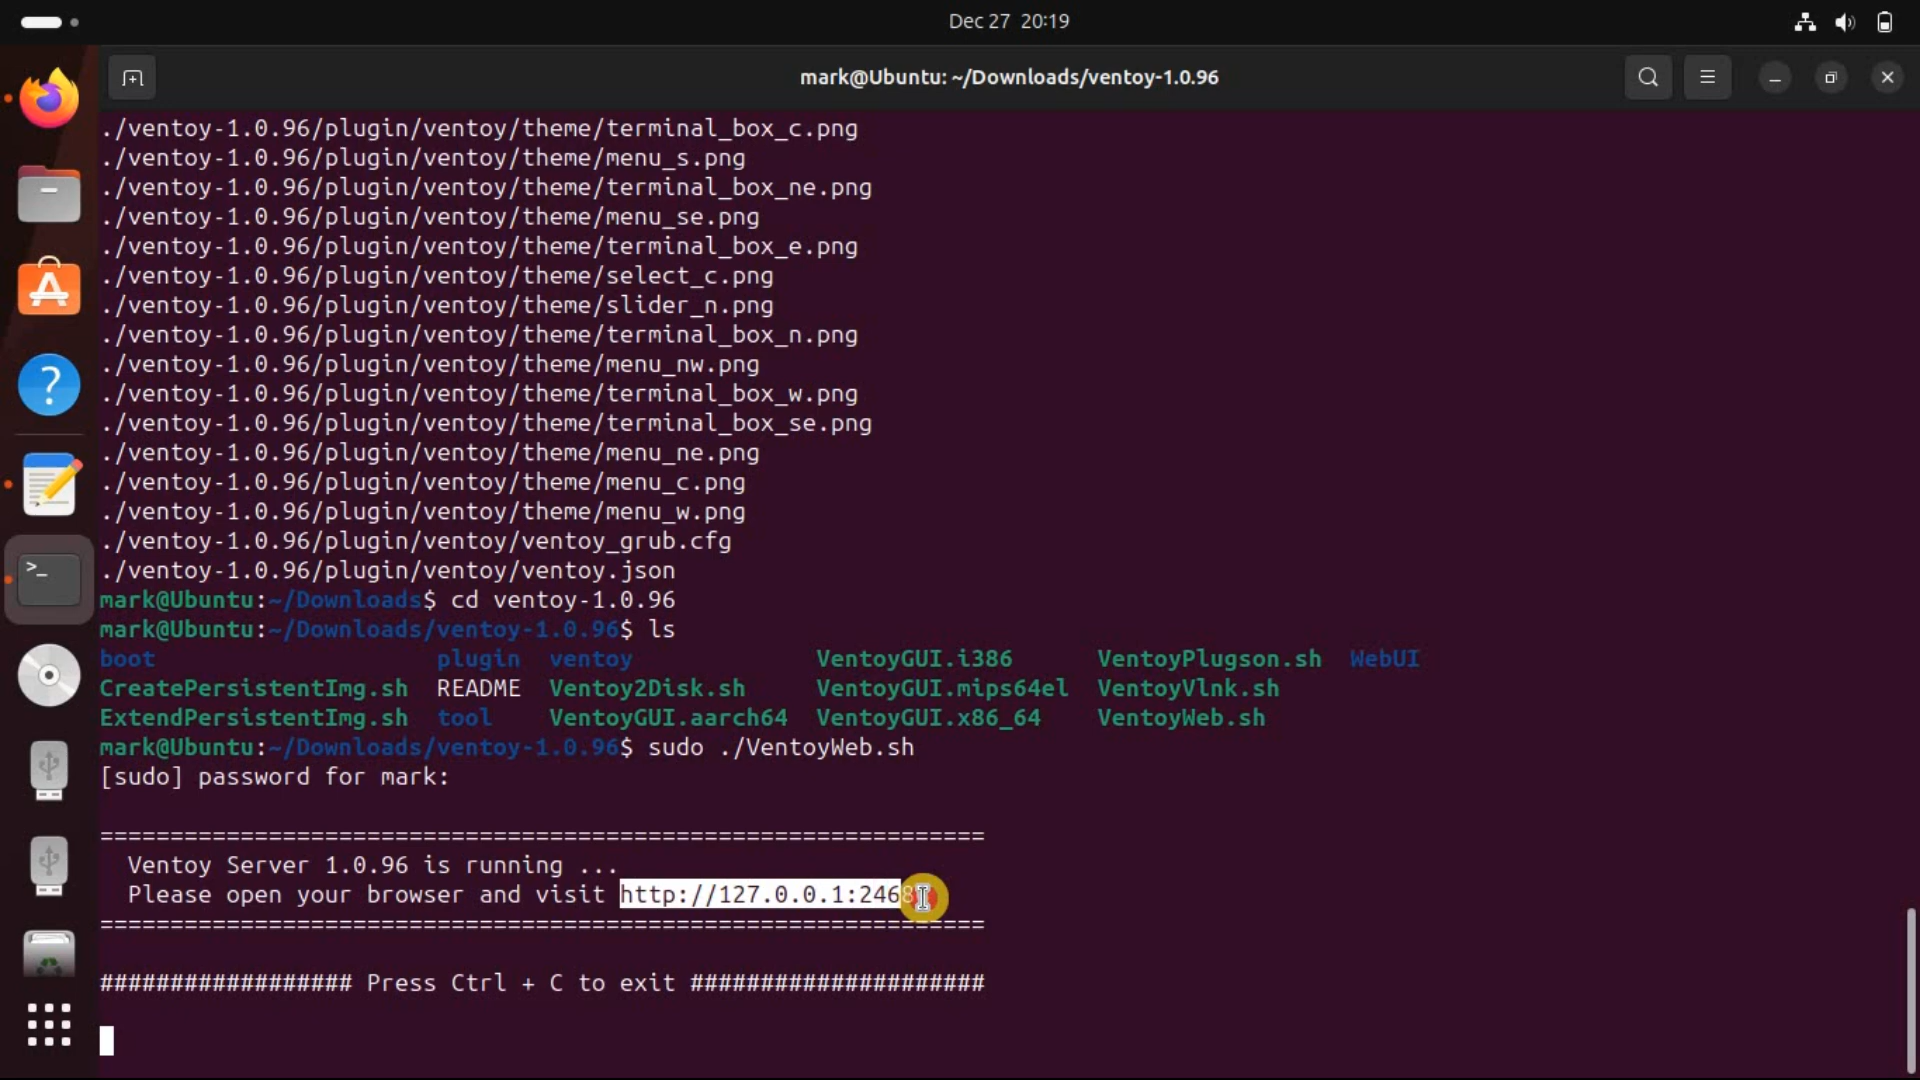 Dec 27 20:19
mark@Ubuntu: ~/Downloads/ventoy-1.0.96
./ventoy-1.0.96/plugin/ventoy/theme/terminal_box_c.png
./ventoy-1.0.96/plugin/ventoy/theme/menu_s.png
./ventoy-1.0.96/plugin/ventoy/theme/terminal_box_ne.png
./ventoy-1.0.96/plugin/ventoy/theme/menu_se.png
./ventoy-1.0.96/plugin/ventoy/theme/terminal_box_e.png
./ventoy-1.0.96/plugin/ventoy/theme/select_c.png
./ventoy-1.0.96/plugin/ventoy/theme/slider_n.png
./ventoy-1.0.96/plugin/ventoy/theme/terminal_box_n.png
./ventoy-1.0.96/plugin/ventoy/theme/menu_nw.png
./ventoy-1.0.96/plugin/ventoy/theme/terminal_box_w.png
./ventoy-1.0.96/plugin/ventoy/theme/terminal_box_se.png
./ventoy-1.0.96/plugin/ventoy/theme/menu_ne.png
./ventoy-1.0.96/plugin/ventoy/theme/menu_c.png
./ventoy-1.0.96/plugin/ventoy/theme/menu_w.png
./ventoy-1.0.96/plugin/ventoy/ventoy_grub.cfg
./ventoy-1.0.96/plugin/ventoy/ventoy.json
mark@Ubuntu:~/Downloads$ cd ventoy-1.0.96
mark@Ubuntu:~/Downloads/ventoy-1.0.96$ ls
boot plugin ventoy VentoyGUI.i386 VentoyPlugson.sh WebUI
CreatePersistentImg.sh README Ventoy2Disk.sh VentoyGUI.mips64el VentoyVlnk.sh
ExtendPersistentImg.sh tool VentoyGUI.aarch64 VentoyGUI.x86_64 VentoyWeb.sh
mark@Ubuntu:~/Downloads/ventoy-1.0.96$ sudo ./VentoyWeb.sh
[sudo] password for mark:
===============================================================
Ventoy Server 1.0.96 is running ...
Please open your browser and visit
===============================================================
################## Press Ctrl + C to exit #####################